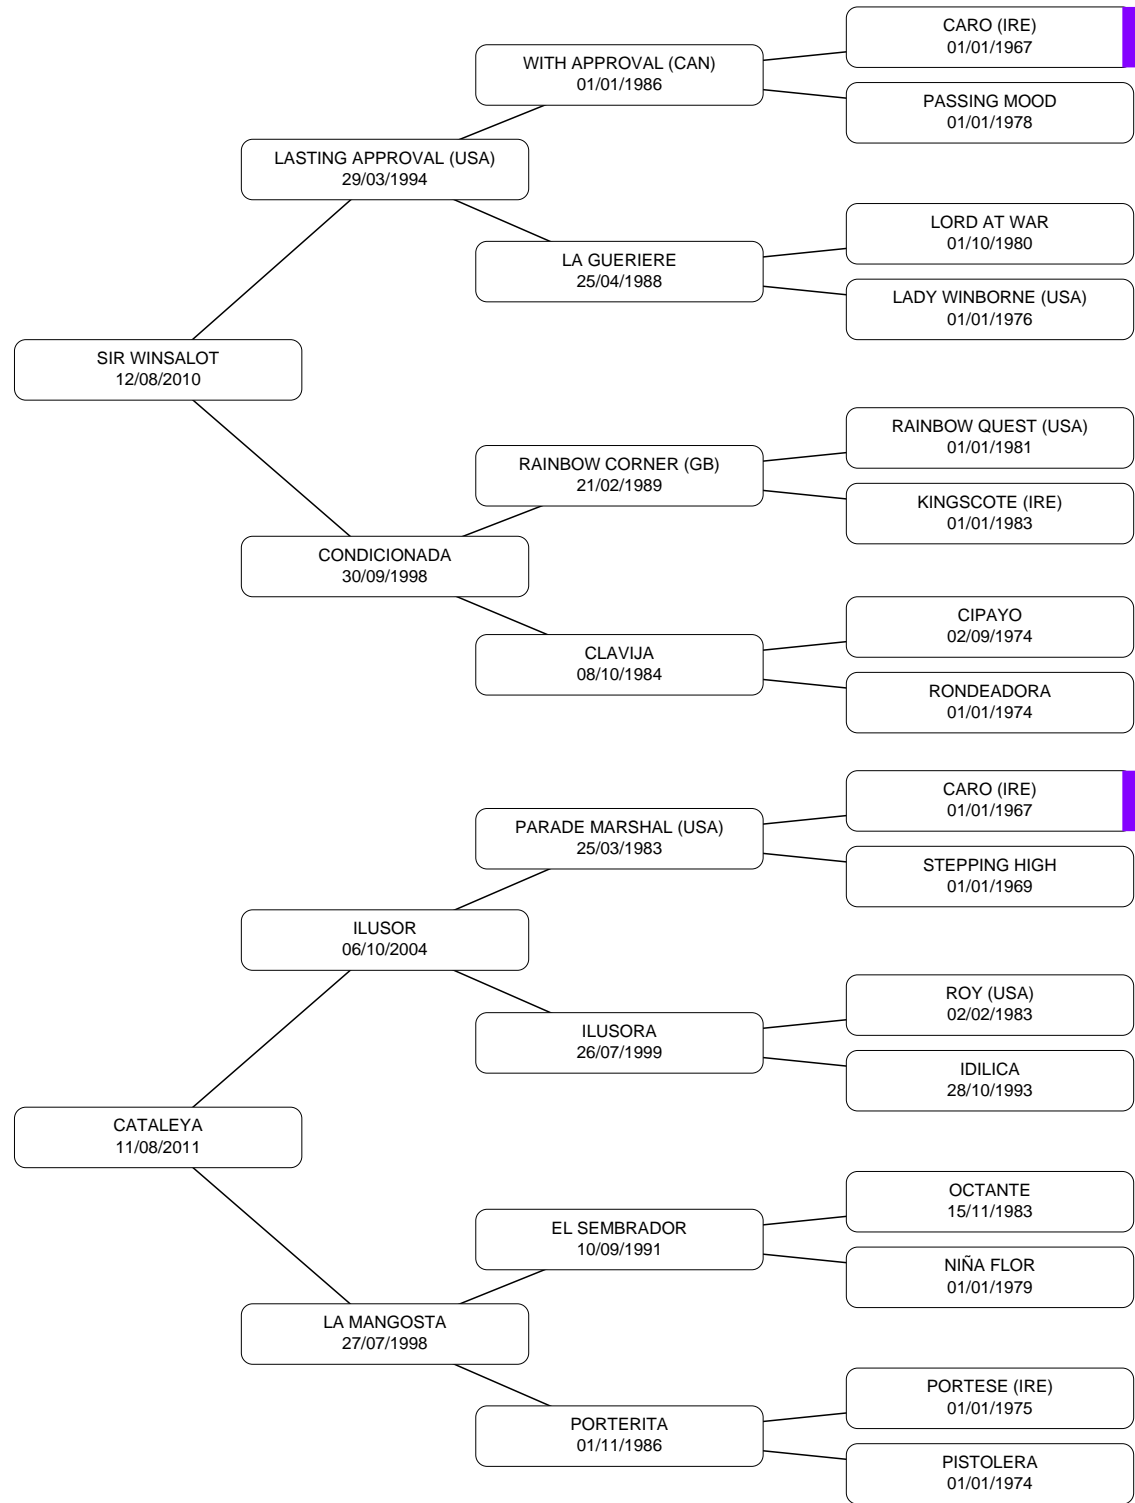 CARO (IRE)
01/01/1967
WITH APPROVAL (CAN)
01/01/1986
PASSING MOOD
01/01/1978
LASTING APPROVAL (USA)
29/03/1994
LORD AT WAR
01/10/1980
LA GUERIERE
25/04/1988
LADY WINBORNE (USA)
01/01/1976
SIR WINSALOT
12/08/2010
RAINBOW QUEST (USA)
01/01/1981
RAINBOW CORNER (GB)
21/02/1989
KINGSCOTE (IRE)
01/01/1983
CONDICIONADA
30/09/1998
CIPAYO
02/09/1974
CLAVIJA
08/10/1984
RONDEADORA
01/01/1974
CARO (IRE)
01/01/1967
PARADE MARSHAL (USA)
25/03/1983
STEPPING HIGH
01/01/1969
ILUSOR
06/10/2004
ROY (USA)
02/02/1983
ILUSORA
26/07/1999
IDILICA
28/10/1993
CATALEYA
11/08/2011
OCTANTE
15/11/1983
EL SEMBRADOR
10/09/1991
NIÑA FLOR
01/01/1979
LA MANGOSTA
27/07/1998
PORTESE (IRE)
01/01/1975
PORTERITA
01/11/1986
PISTOLERA
01/01/1974